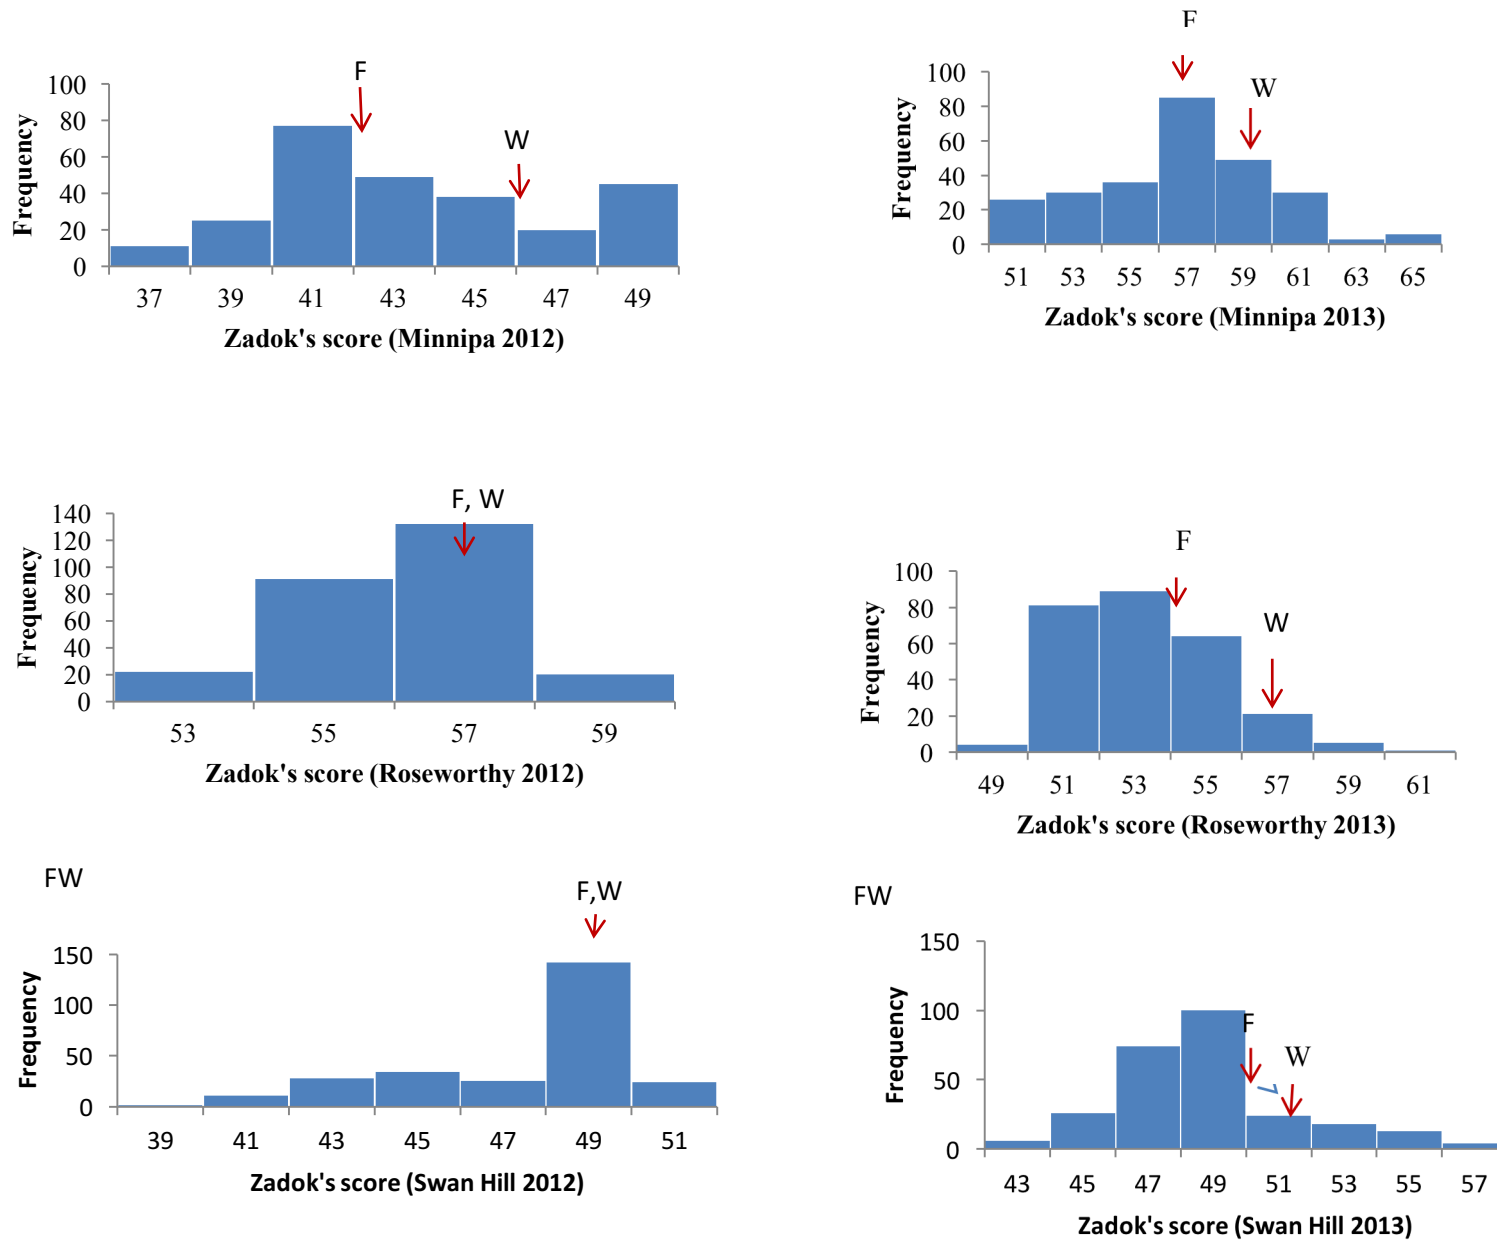 F
100
80
60
40
20
0
Frequency
W
37 39 41 43 45 47 49
Zadok's score (Minnipa 2012)
F
W
100
80
60
40
20
0
Frequency
51 53 55 57 59 61 63 65
Zadok's score (Minnipa 2013)
F, W
140
120
100
80
60
40
20
0
Frequency
53 55 57 59
Zadok's score (Roseworthy 2012)
F
W
100
80
60
40
20
0
Frequency
49 51 53 55 57 59 61
Zadok's score (Roseworthy 2013)
FW
F,W
150
100
50
0
Frequency
39 41 43 45 47 49 51
Zadok's score (Swan Hill 2012)
FW
150
100
50
0
Frequency
F
W
43 45 47 49 51 53 55 57
Zadok's score (Swan Hill 2013)